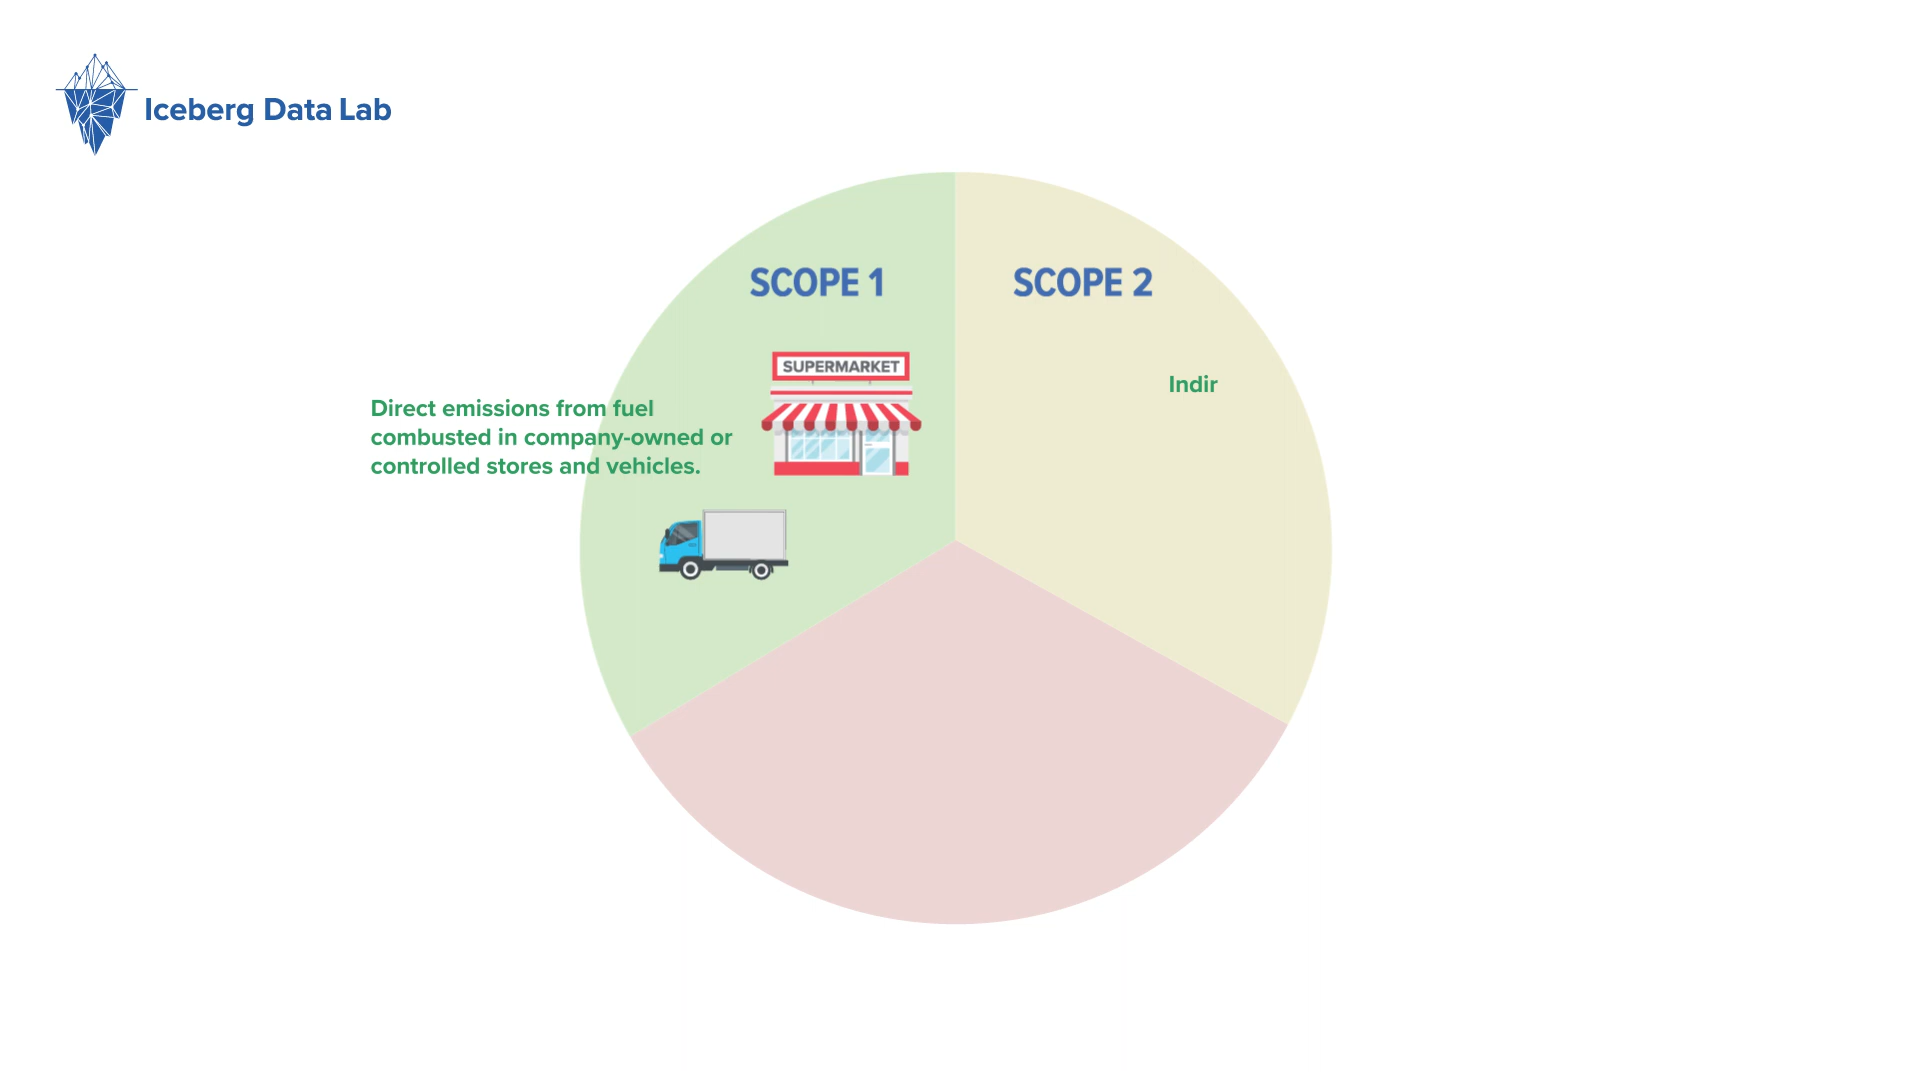 Iceberg Data Lab
SCOPE 1
SCOPE 2
SUPERMARKET
Direct emissions from fuel
combusted in company-owned or
controlled stores and vehicles.
Indir